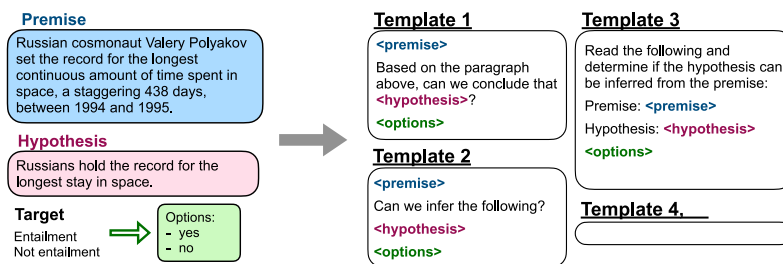 Premise
Russian cosmonaut Valery Polyakov
set the record for the longest
continuous amount of time spent in
space, a staggering 438 days,
between 1994 and 1995.
Hypothesis
Russians hold the record for the
longest stay in space.
Target
Entailment
Not entailment
Options:
- yes
- no
Template 1
<premise>
Based on the paragraph
above, can we conclude that
<hypothesis>?
<options>
Template 2
<premise>
Can we infer the following?
<hypothesis>
<options>
Template 3
Read the following and
determine if the hypothesis can
be inferred from the premise:
Premise: <premise>
Hypothesis: <hypothesis>
<options>
Template 4,